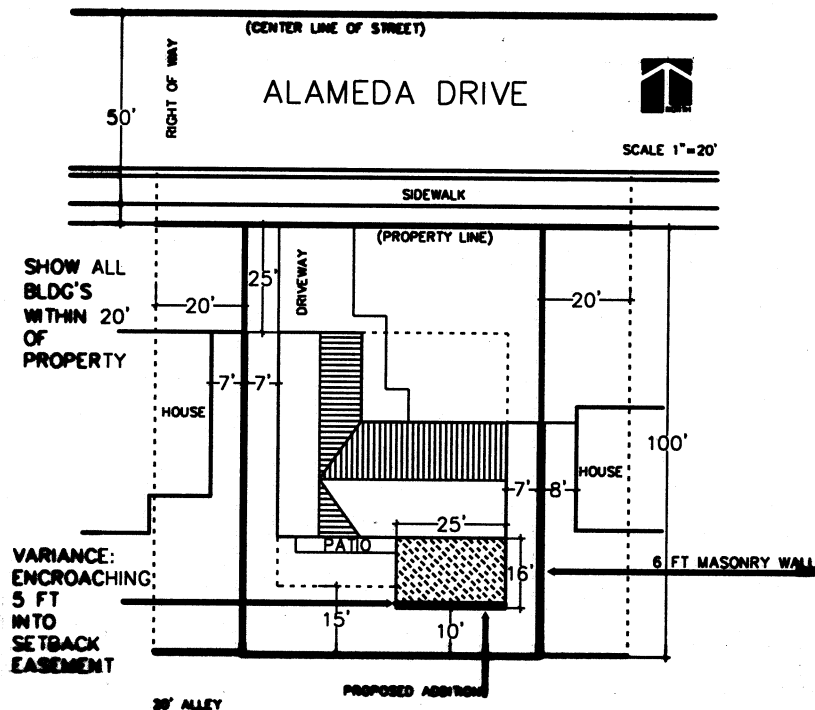 (CENTER LINE OF STREET)
50'
RIGHT OF WAY
ALAMEDA DRIVE
NORTH
SCALE 1"=20'
SIDEWALK
(PROPERTY LINE)
SHOW ALL
BLDG'S
WITHIN 20'
OF
PROPERTY
20'
25'
DRIVEWAY
20'
7'
7'
HOUSE
100'
HOUSE
7'
8'
25'
PATIO
16'
6 FT MASONRY WALL
VARIANCE:
ENCROACHING
5 FT
INTO
SETBACK
EASEMENT
15'
10'
PROPOSED ADDITION
20' ALLEY